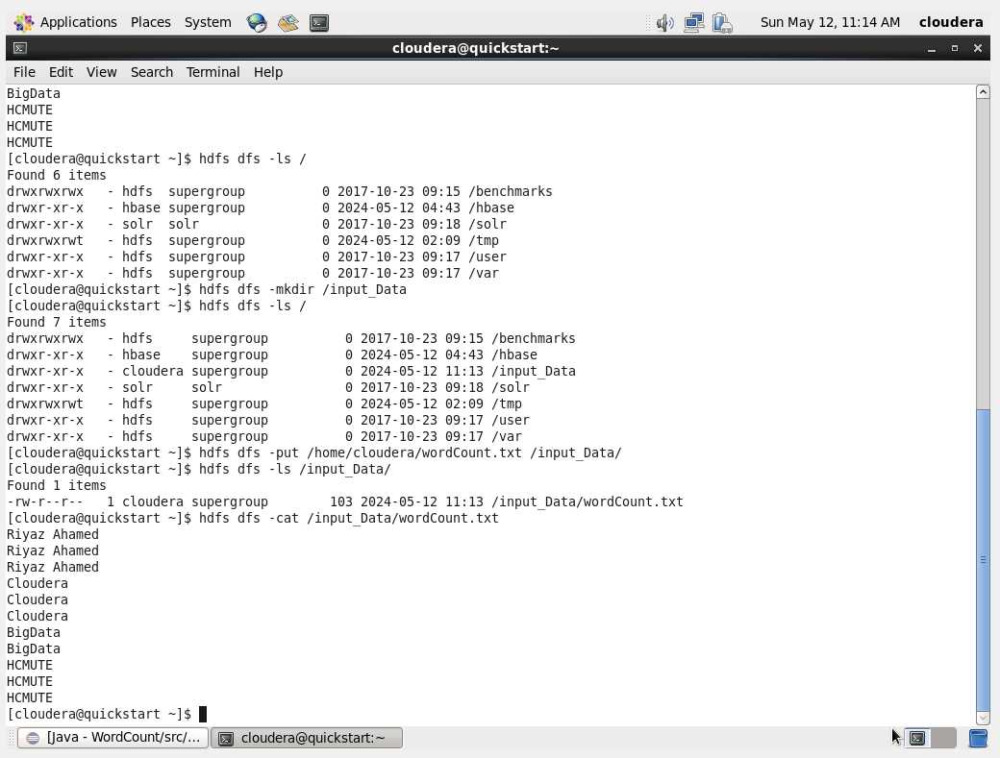 Applications Places System Sun May 12, 11:14 AM cloudera
cloudera@quickstart:~
File Edit View Search Terminal Help
BigData
HCMUTE
HCMUTE
HCMUTE
[cloudera@quickstart ~]$ hdfs dfs -ls /
Found 6 items
drwxrwxrwx   - hdfs  supergroup          0 2017-10-23 09:15 /benchmarks
drwxr-xr-x   - hbase supergroup          0 2024-05-12 04:43 /hbase
drwxr-xr-x   - solr  solr                0 2017-10-23 09:18 /solr
drwxrwxrwt   - hdfs  supergroup          0 2024-05-12 02:09 /tmp
drwxr-xr-x   - hdfs  supergroup          0 2017-10-23 09:17 /user
drwxr-xr-x   - hdfs  supergroup          0 2017-10-23 09:17 /var
[cloudera@quickstart ~]$ hdfs dfs -mkdir /input_Data
[cloudera@quickstart ~]$ hdfs dfs -ls /
Found 7 items
drwxrwxrwx   - hdfs     supergroup          0 2017-10-23 09:15 /benchmarks
drwxr-xr-x   - hbase    supergroup          0 2024-05-12 04:43 /hbase
drwxr-xr-x   - cloudera supergroup          0 2024-05-12 11:13 /input_Data
drwxr-xr-x   - solr     solr                0 2017-10-23 09:18 /solr
drwxrwxrwt   - hdfs     supergroup          0 2024-05-12 02:09 /tmp
drwxr-xr-x   - hdfs     supergroup          0 2017-10-23 09:17 /user
drwxr-xr-x   - hdfs     supergroup          0 2017-10-23 09:17 /var
[cloudera@quickstart ~]$ hdfs dfs -put /home/cloudera/wordCount.txt /input_Data/
[cloudera@quickstart ~]$ hdfs dfs -ls /input_Data/
Found 1 items
-rw-r--r--   1 cloudera supergroup        103 2024-05-12 11:13 /input_Data/wordCount.txt
[cloudera@quickstart ~]$ hdfs dfs -cat /input_Data/wordCount.txt
Riyaz Ahamed
Riyaz Ahamed
Riyaz Ahamed
Cloudera
Cloudera
Cloudera
BigData
BigData
HCMUTE
HCMUTE
HCMUTE
[cloudera@quickstart ~]$
[Java - WordCount/src/... cloudera@quickstart:~